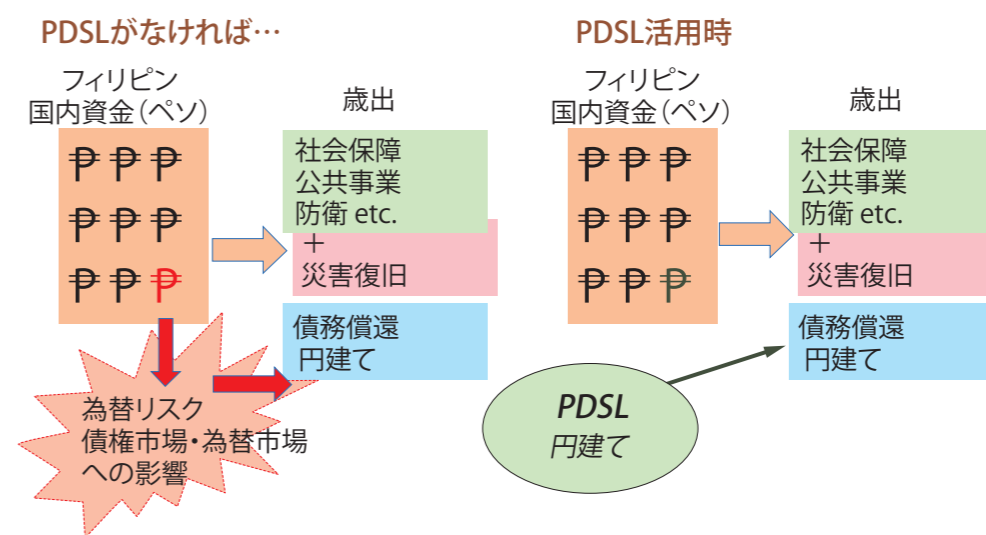 PDSLがなければ…
フィリピン
国内資金（ペソ）
₱ ₱ ₱
₱ ₱ ₱
₱ ₱ ₱
歳出
社会保障
公共事業
防衛 etc.
＋
災害復旧
債務償還
円建て
為替リスク
債権市場・為替市場
への影響
PDSL活用時
フィリピン
国内資金（ペソ）
₱ ₱ ₱
₱ ₱ ₱
₱ ₱ ₱
歳出
社会保障
公共事業
防衛 etc.
＋
災害復旧
債務償還
円建て
PDSL
円建て